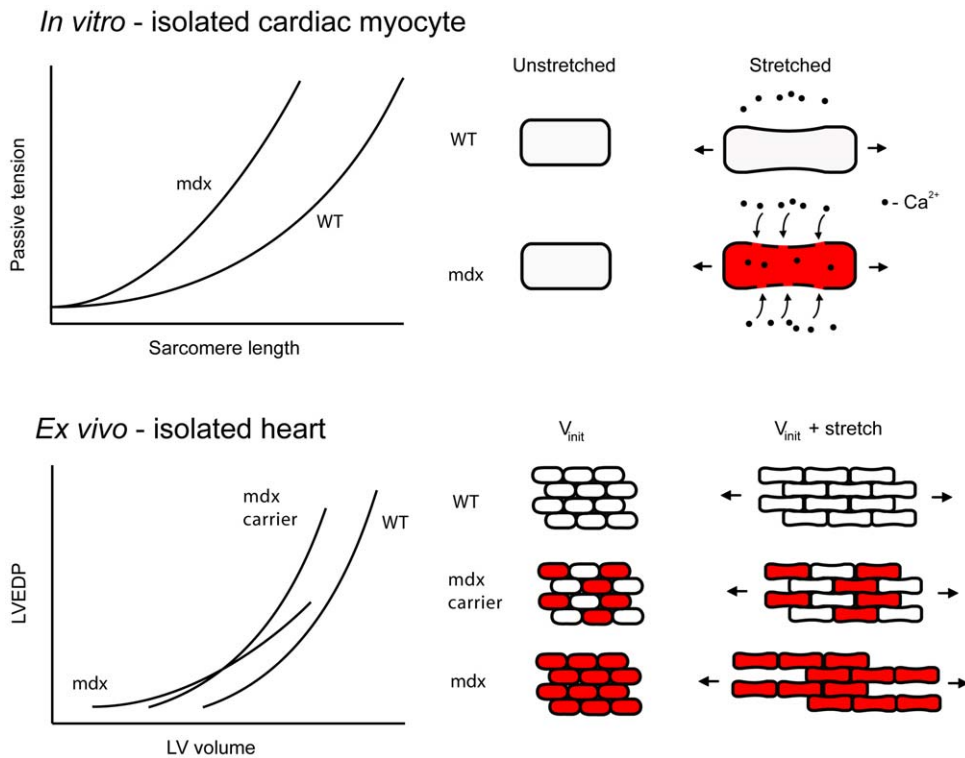 In vitro - isolated cardiac myocyte
Passive tension
mdx
WT
Sarcomere length
Unstretched
Stretched
WT
- Ca²⁺
mdx
Ex vivo - isolated heart
LVEDP
mdx
carrier
WT
mdx
LV volume
Vinit
Vinit + stretch
WT
mdx
carrier
mdx